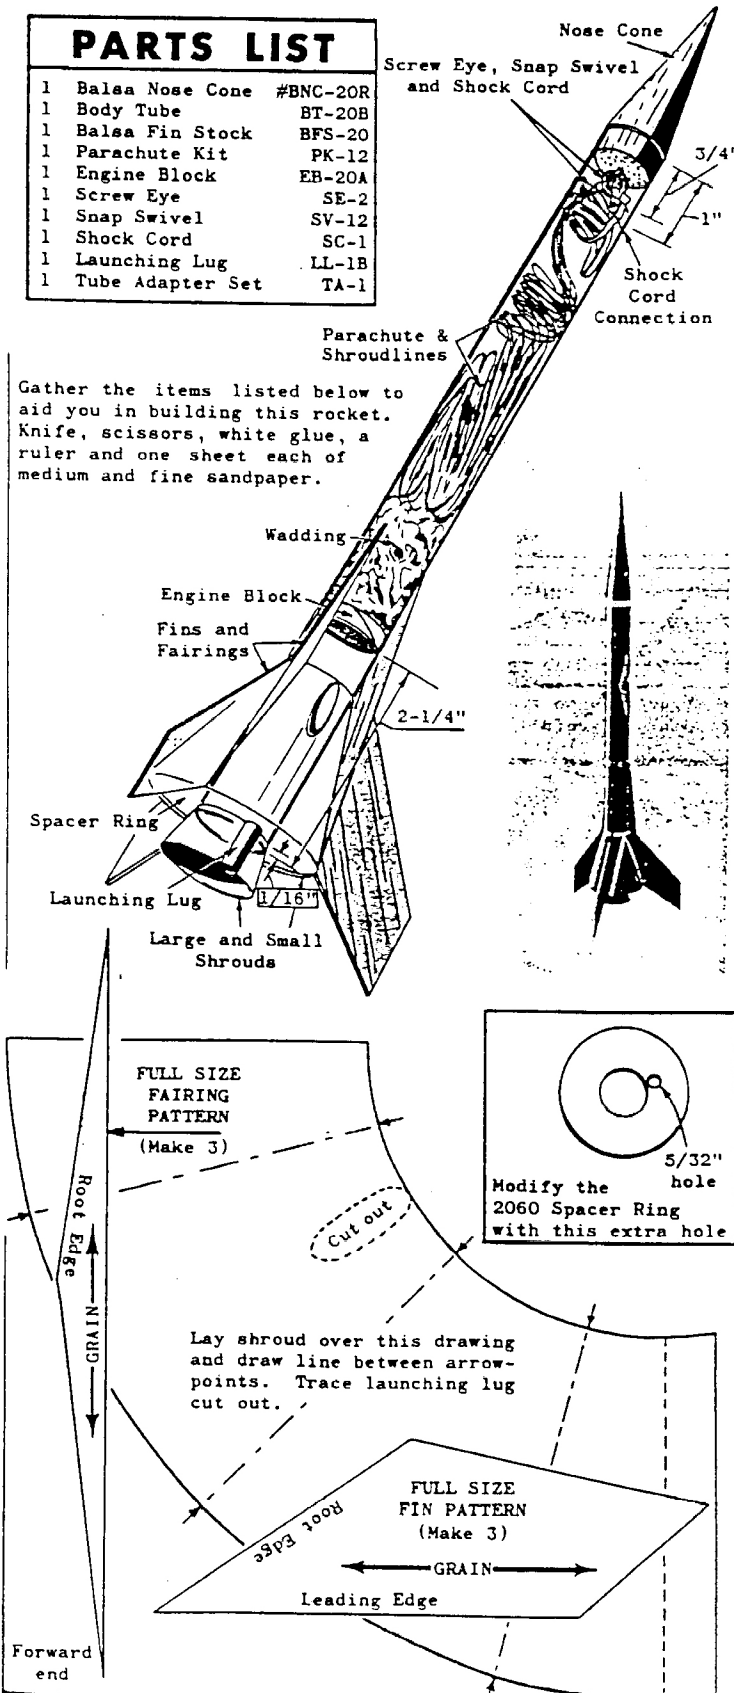 PARTS LIST
1 Balsa Nose Cone #BNC-20R
1 Body Tube BT-20B
1 Balsa Fin Stock BFS-20
1 Parachute Kit PK-12
1 Engine Block EB-20A
1 Screw Eye SE-2
1 Snap Swivel SV-12
1 Shock Cord SC-1
1 Launching Lug LL-1B
1 Tube Adapter Set TA-1
Nose Cone
Screw Eye, Snap Swivel
and Shock Cord
3/4"
1"
Shock
Cord
Connection
Parachute &
Shroudlines
Gather the items listed below to
aid you in building this rocket.
Knife, scissors, white glue, a
ruler and one sheet each of
medium and fine sandpaper.
Wadding
Engine Block
Fins and
Fairings
2-1/4"
Spacer Ring
Launching Lug
1/16"
Large and Small
Shrouds
FULL SIZE
FAIRING
PATTERN
(Make 3)
Root Edge
GRAIN
Forward
end
Cut out
5/32"
hole
Modify the
2060 Spacer Ring
with this extra hole
Lay shroud over this drawing
and draw line between arrow-
points. Trace launching lug
cut out.
FULL SIZE
FIN PATTERN
(Make 3)
Root Edge
GRAIN
Leading Edge